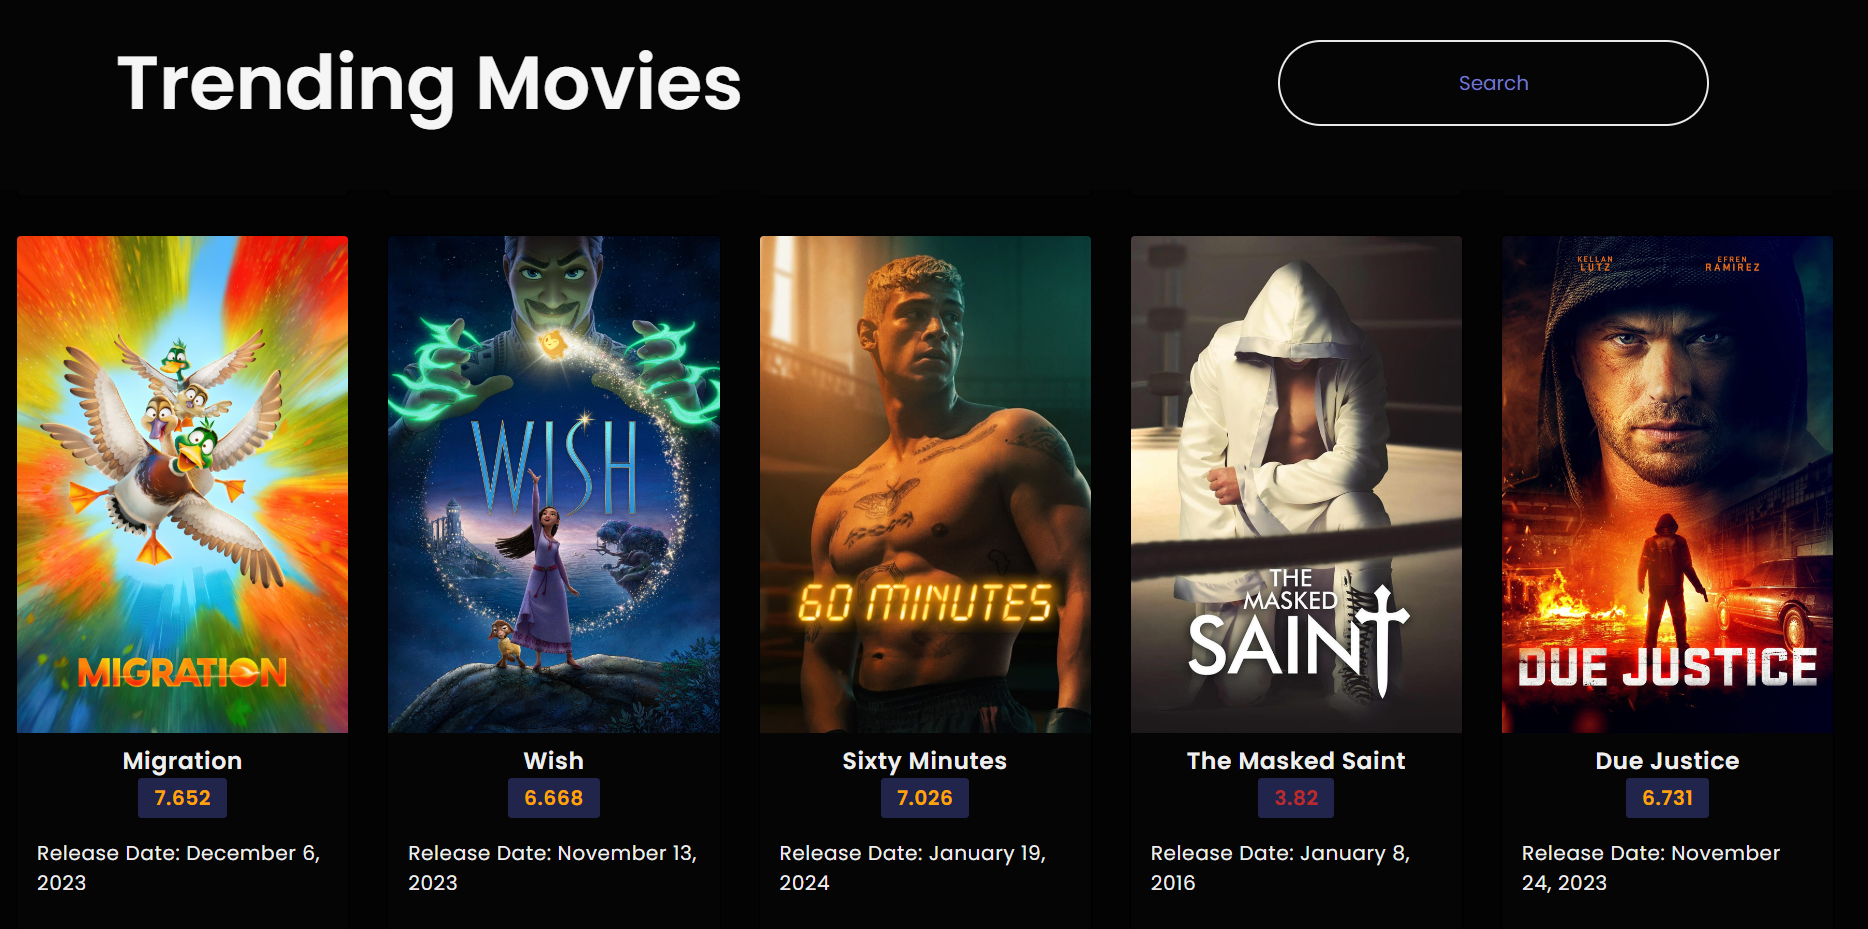 Trending Movies
Search
MIGRATION
WISH
60 MINUTES
THE
MASKED
SAINT
KELLAN
LUTZ
EFREN
RAMIREZ
DUE JUSTICE
Migration
7.652
Release Date: December 6,
2023
Wish
6.668
Release Date: November 13,
2023
Sixty Minutes
7.026
Release Date: January 19,
2024
The Masked Saint
3.82
Release Date: January 8,
2016
Due Justice
6.731
Release Date: November
24, 2023